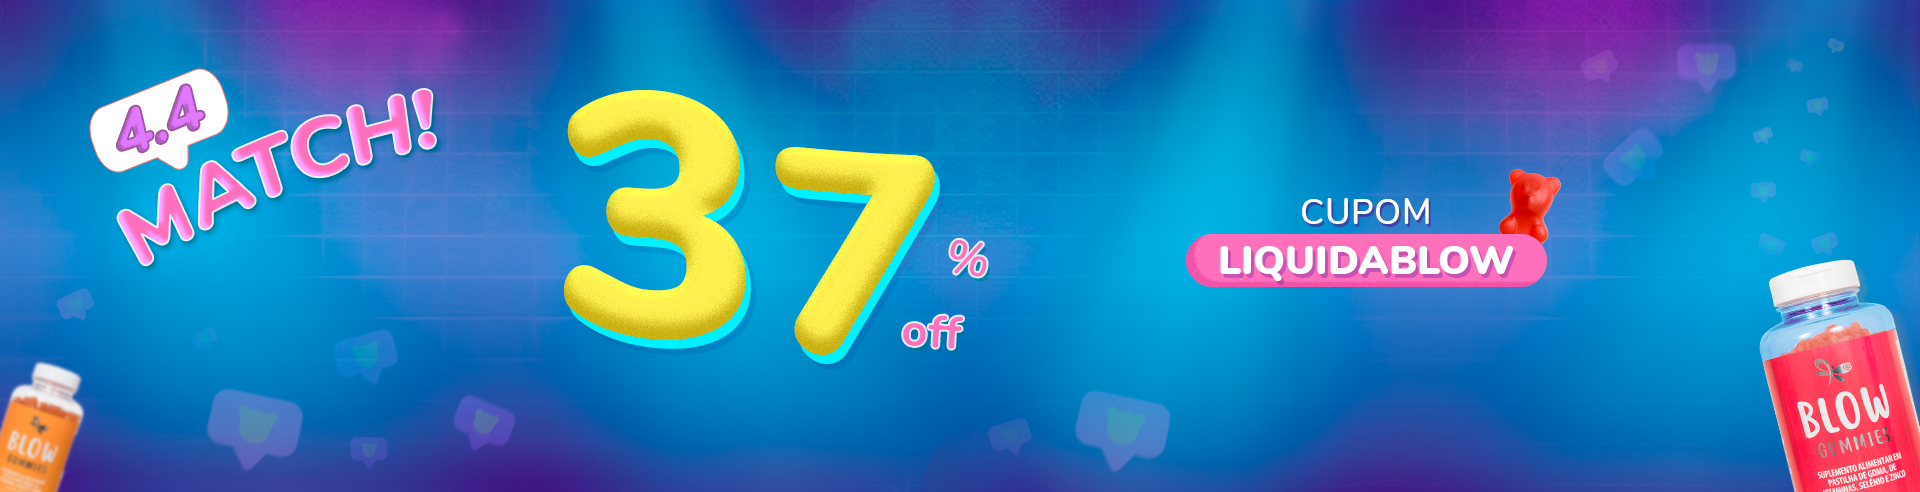 4.4
MATCH!
37
%
off
CUPOM
LIQUIDABLOW
BLOW
GUMMIES
BLOW
GUMMIES
SUPLEMENTO ALIMENTAR EM
PASTILHA DE GOMA, DE
VITAMINAS, SELÊNIO E ZINCO